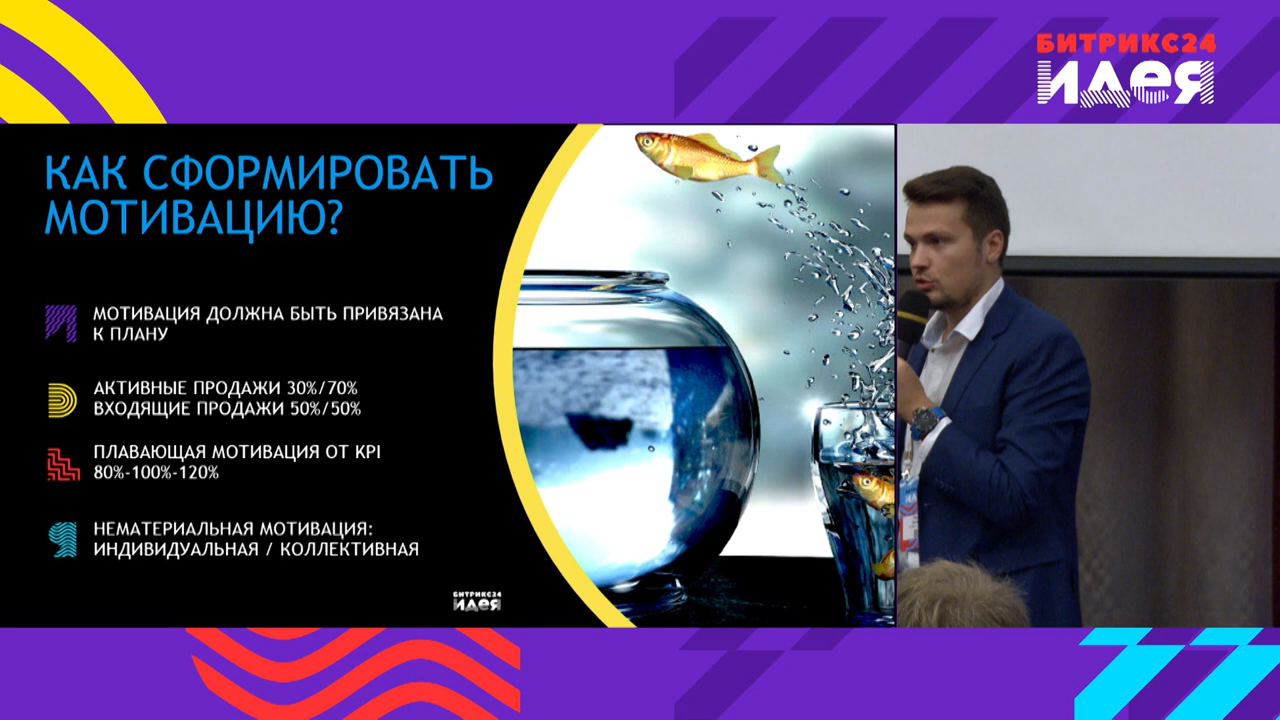 БИТРИКС24
идея
КАК СФОРМИРОВАТЬ
МОТИВАЦИЮ?
МОТИВАЦИЯ ДОЛЖНА БЫТЬ ПРИВЯЗАНА
К ПЛАНУ
АКТИВНЫЕ ПРОДАЖИ 30%/70%
ВХОДЯЩИЕ ПРОДАЖИ 50%/50%
ПЛАВАЮЩАЯ МОТИВАЦИЯ ОТ KPI
80%-100%-120%
НЕМАТЕРИАЛЬНАЯ МОТИВАЦИЯ:
ИНДИВИДУАЛЬНАЯ / КОЛЛЕКТИВНАЯ
БИТРИКС24
идея